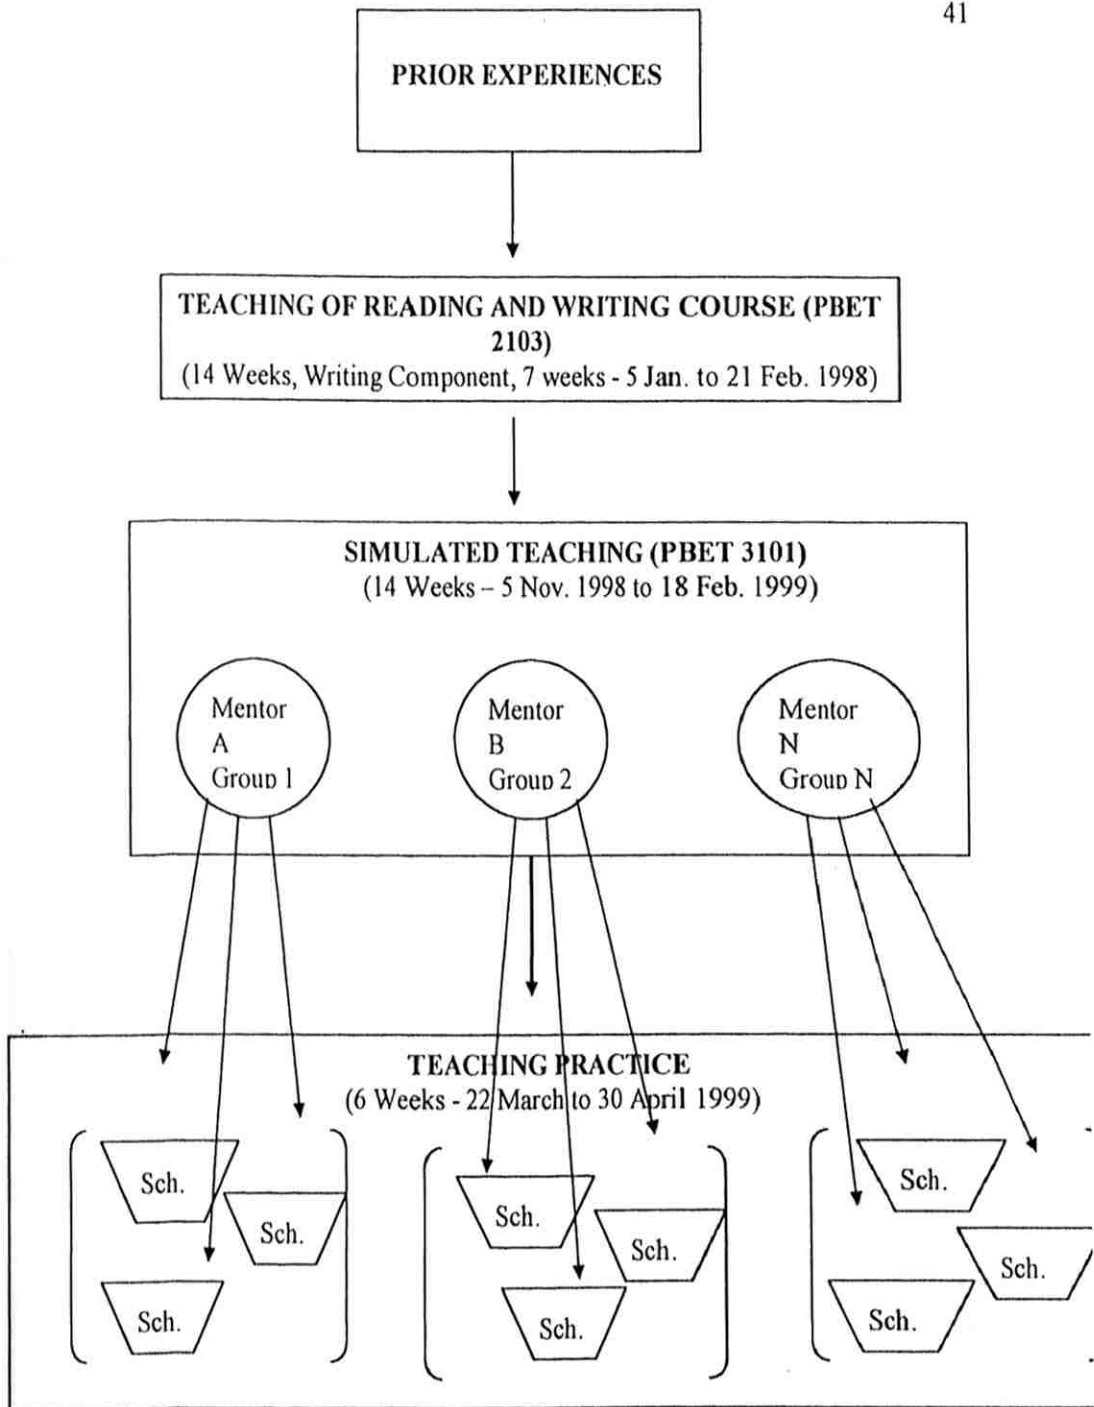 41
PRIOR EXPERIENCES
TEACHING OF READING AND WRITING COURSE (PBET
2103)
(14 Weeks, Writing Component, 7 weeks - 5 Jan. to 21 Feb. 1998)
SIMULATED TEACHING (PBET 3101)
(14 Weeks – 5 Nov. 1998 to 18 Feb. 1999)
Mentor
A
Group 1
Mentor
B
Group 2
Mentor
N
Group N
TEACHING PRACTICE
(6 Weeks - 22 March to 30 April 1999)
Sch.
Sch.
Sch.
Sch.
Sch.
Sch.
Sch.
Sch.
Sch.